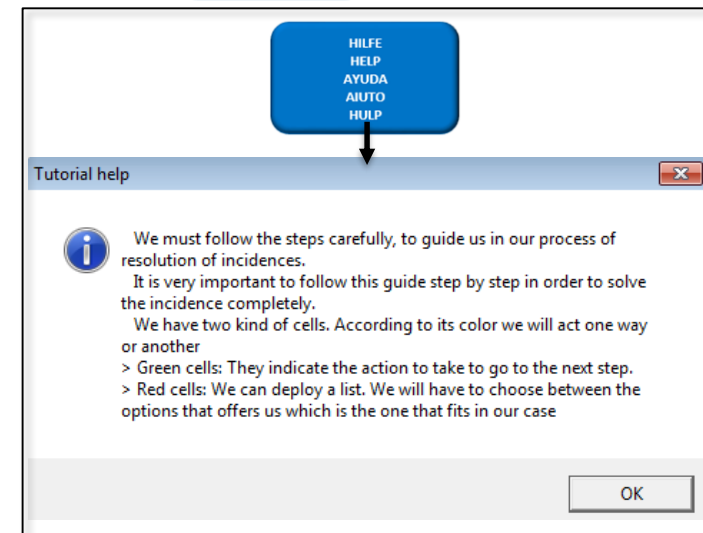 HILFE
HELP
AYUDA
AIUTO
HULP
Tutorial help
We must follow the steps carefully, to guide us in our process of
resolution of incidences.
It is very important to follow this guide step by step in order to solve
the incidence completely.
We have two kind of cells. According to its color we will act one way
or another
> Green cells: They indicate the action to take to go to the next step.
> Red cells: We can deploy a list. We will have to choose between the
options that offers us which is the one that fits in our case
OK